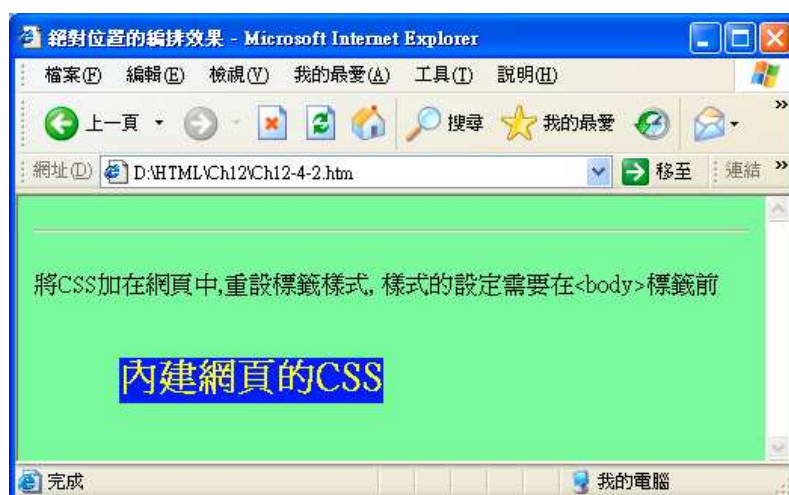 絕對位置的編排效果 - Microsoft Internet Explorer
檔案(F) 編輯(E) 檢視(V) 我的最愛(A) 工具(T) 說明(H)
上一頁 搜尋 我的最愛 »
網址(D) D:\HTML\Ch12\Ch12-4-2.htm 移至 連結 »
將CSS加在網頁中,重設標籤樣式, 樣式的設定需要在<body>標籤前
內建網頁的CSS
完成 我的電腦